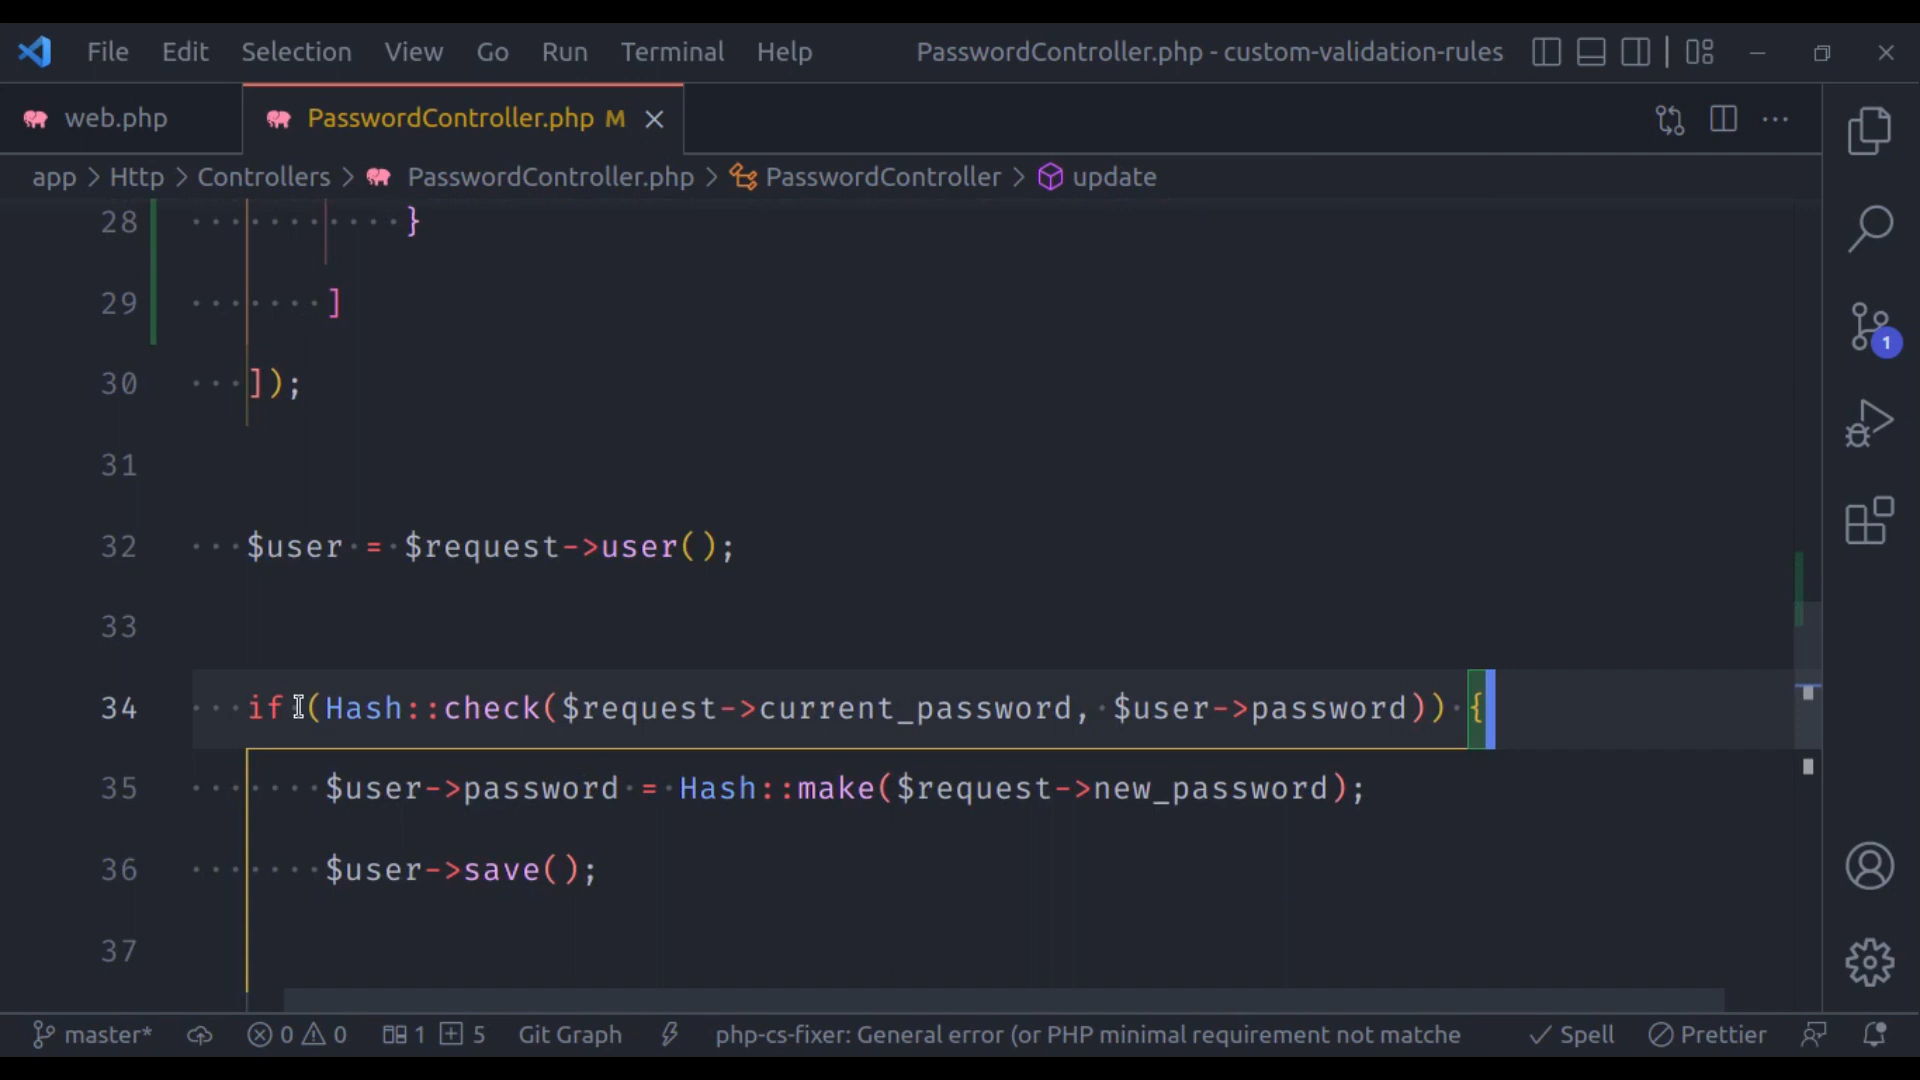 File Edit Selection View Go Run Terminal Help PasswordController.php - custom-validation-rules
web.php PasswordController.php M
app > Http > Controllers > PasswordController.php > PasswordController > update
28 }
29 ]
30 ]);
31
32 $user = $request->user();
33
34 if (Hash::check($request->current_password, $user->password)) {
35 $user->password = Hash::make($request->new_password);
36 $user->save();
37
1
master* 0 0 1 5 Git Graph php-cs-fixer: General error (or PHP minimal requirement not matche Spell Prettier